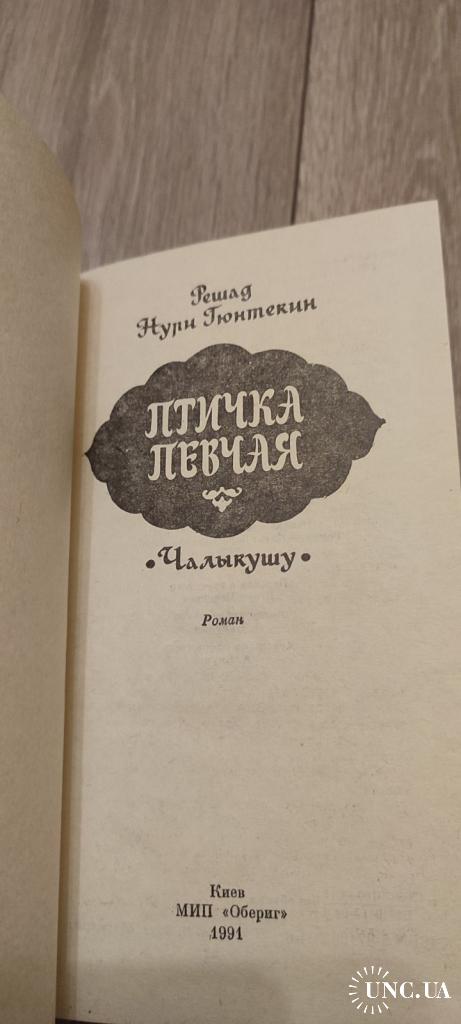 Решад
Нури Гюнтекин
ПТИЧКА
ПЕВЧАЯ
•Чалыкушу•
Роман
Киев
МИП «Обериг»
1991
UNC.UA